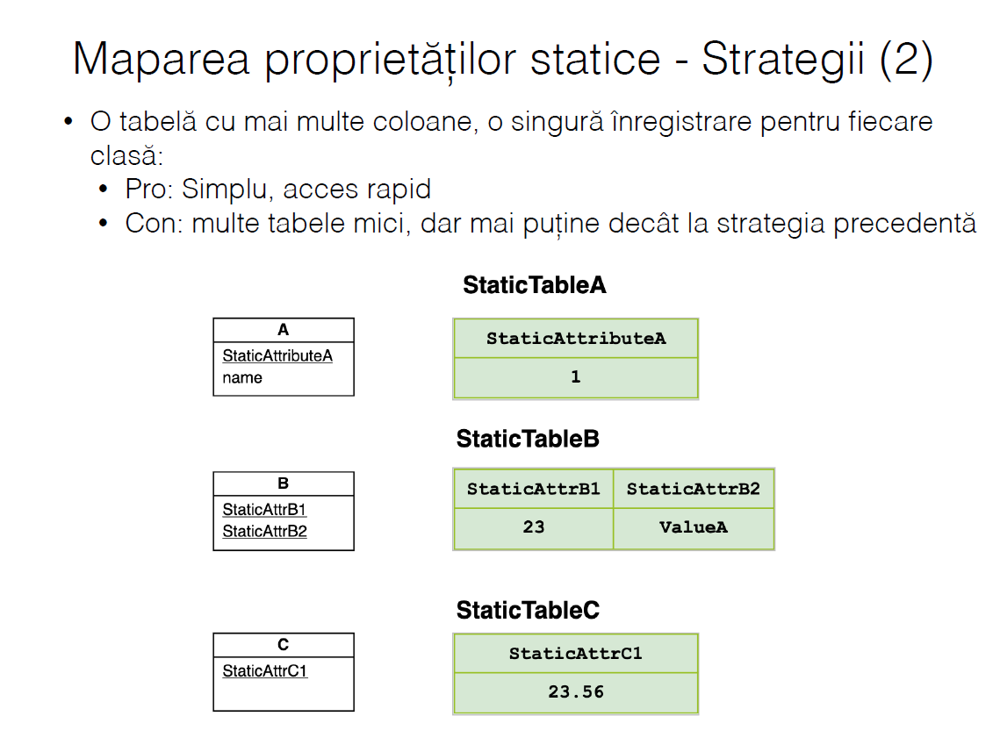 Maparea proprietăților statice - Strategii (2)
• O tabelă cu mai multe coloane, o singură înregistrare pentru fiecare
clasă:
• Pro: Simplu, acces rapid
• Con: multe tabele mici, dar mai puține decât la strategia precedentă
StaticTableA
A
StaticAttributeA
name
StaticAttributeA
1
StaticTableB
B
StaticAttrB1
StaticAttrB2
StaticAttrB1 StaticAttrB2
23 ValueA
StaticTableC
C
StaticAttrC1
StaticAttrC1
23.56